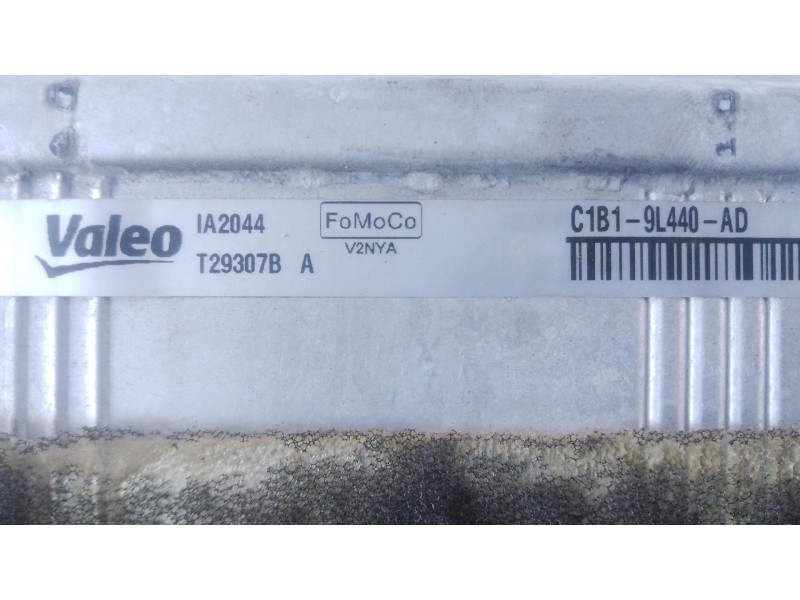 Valeo
IA2044
T29307B A
FoMoCo
V2NYA
C1B1-9L440-AD